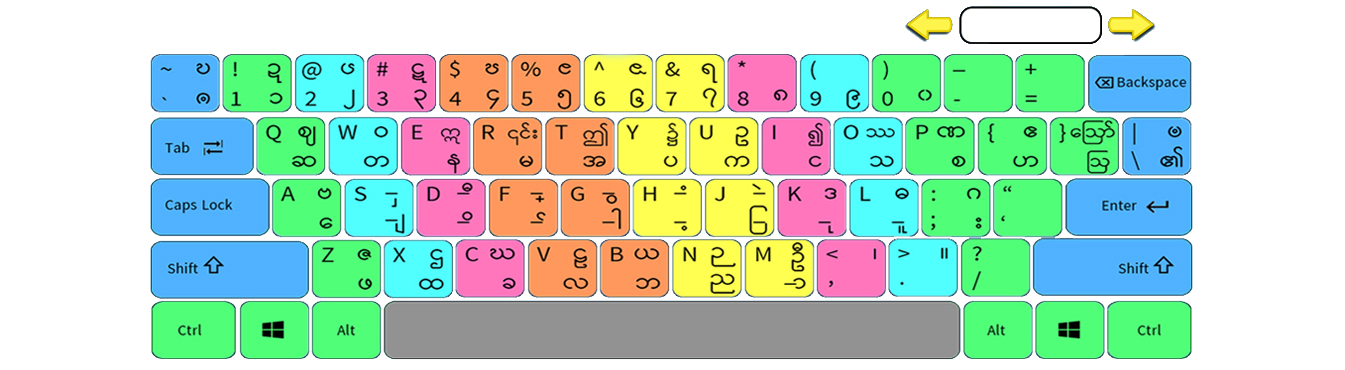 ~ ဎ ! ဍ @ ၒ # ဋ $ ဗ % ၔ ^ ၕ & ရ * ( ) – + Backspace
` ၐ 1 ၁ 2 ၂ 3 ၃ 4 ၄ 5 ၅ 6 ၆ 7 ၇ 8 ၈ 9 ၉ 0 ၀ - =
Tab Q ဈ W ဝ E ဣ R ၎င်း T ဤ Y ၌ U ဥ I ၍ O ဿ P ဏ { ဧ } ဪ |
ဆ တ န မ အ ပ က င သ စ ဟ ဩ \ ၏
Caps Lock A ဗ S ှ D ီ F ္ G ွ H ံ J ဲ K ဒ L ဓ : ဂ “ Enter
ေ ျ ိ ် ါ ့ ြ ု ူ ; း ‘
Shift Z ဇ X ဌ C ဃ V ဠ B ယ N ဉ M ဦ < ၊ > ။ ? Shift
ဖ ထ ခ လ ဘ ည ာ , . /
Ctrl Alt Alt Ctrl